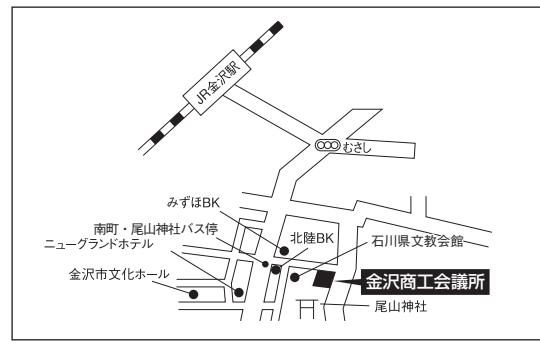 JR金沢駅
むさし
みずほBK
南町・尾山神社バス停
北陸BK
ニューグランドホテル
石川県文教会館
金沢市文化ホール
金沢商工会議所
尾山神社